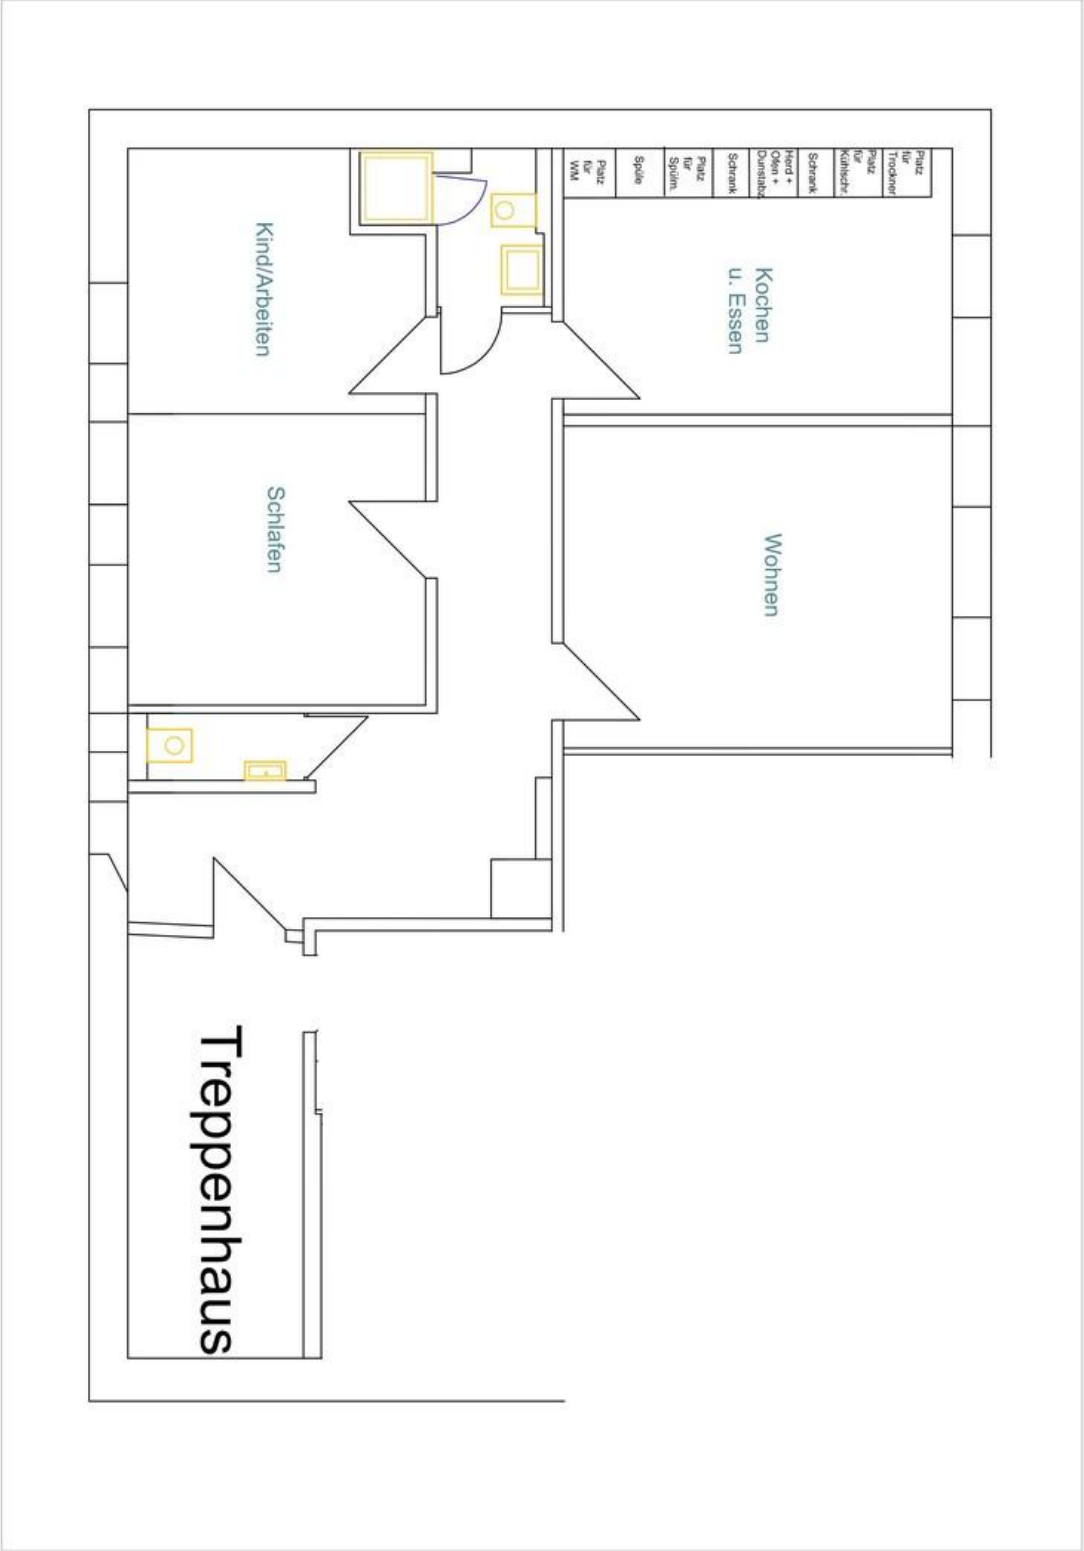 Platz
für
WM
Spüle
Platz
für
Spülm.
Schrank
Herd +
Ofen +
Dunstabz.
Schrank
Platz
für
Kühlschr.
Platz
für
Trockner
Kind/Arbeiten
Kochen
u. Essen
Schlafen
Wohnen
Treppenhaus